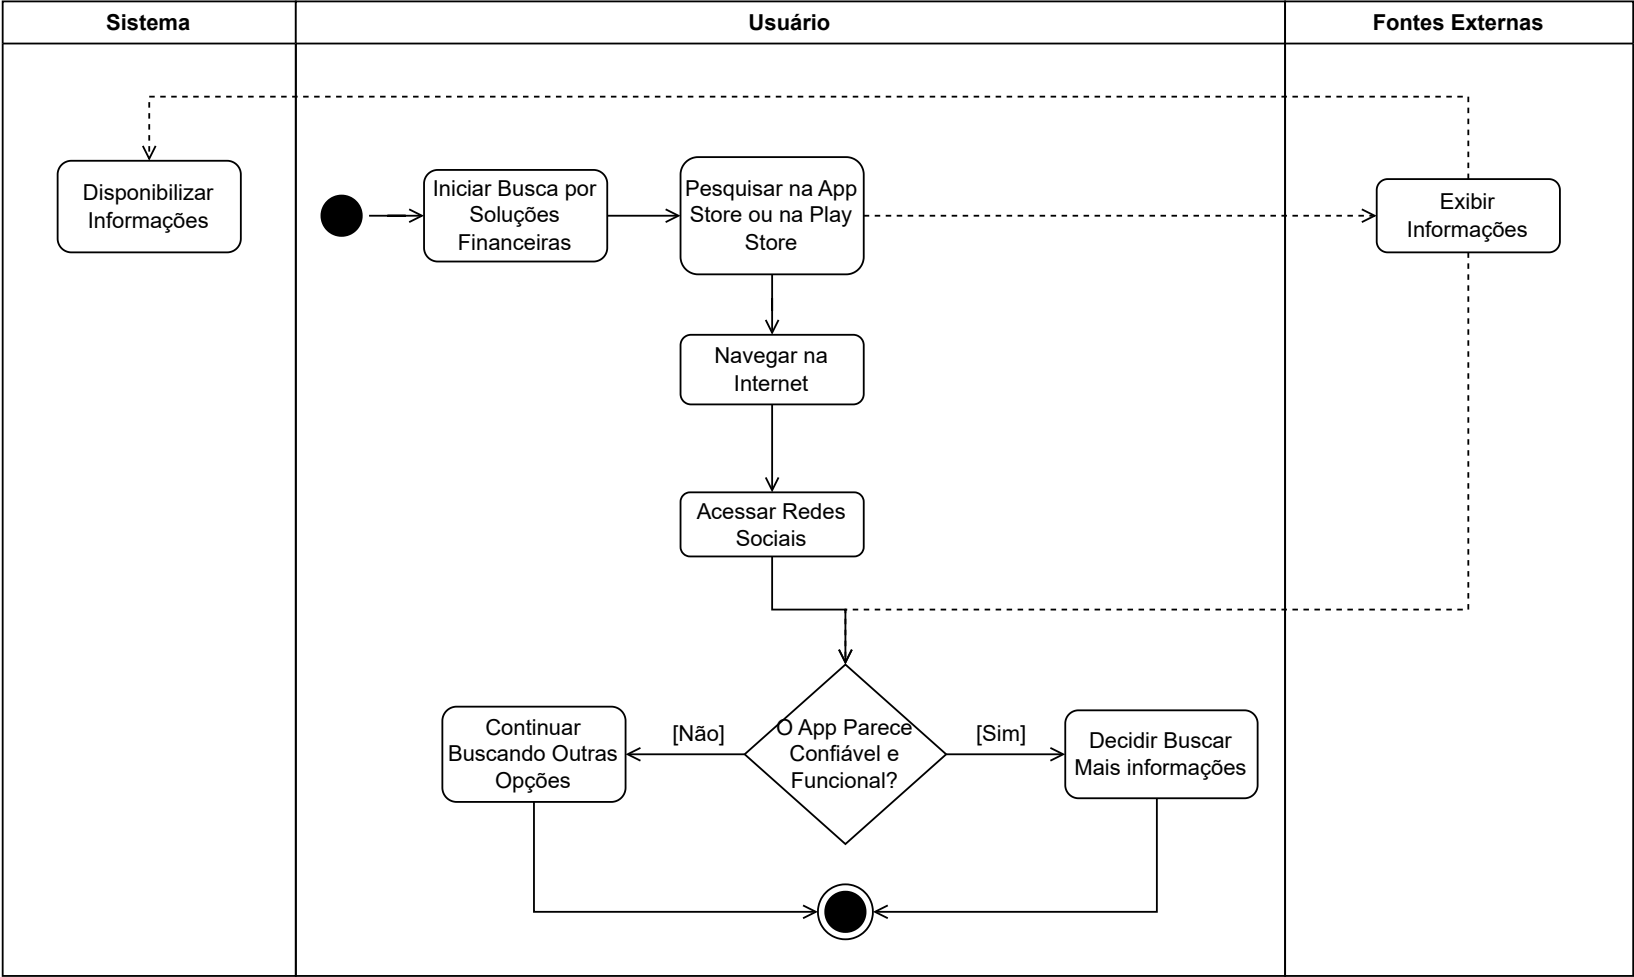 Sistema
Usuário
Fontes Externas
Disponibilizar
Informações
Iniciar Busca por
Soluções
Financeiras
Pesquisar na App
Store ou na Play
Store
Exibir
Informações
Navegar na
Internet
Acessar Redes
Sociais
Continuar
Buscando Outras
Opções
[Não]
O App Parece
Confiável e
Funcional?
[Sim]
Decidir Buscar
Mais informações